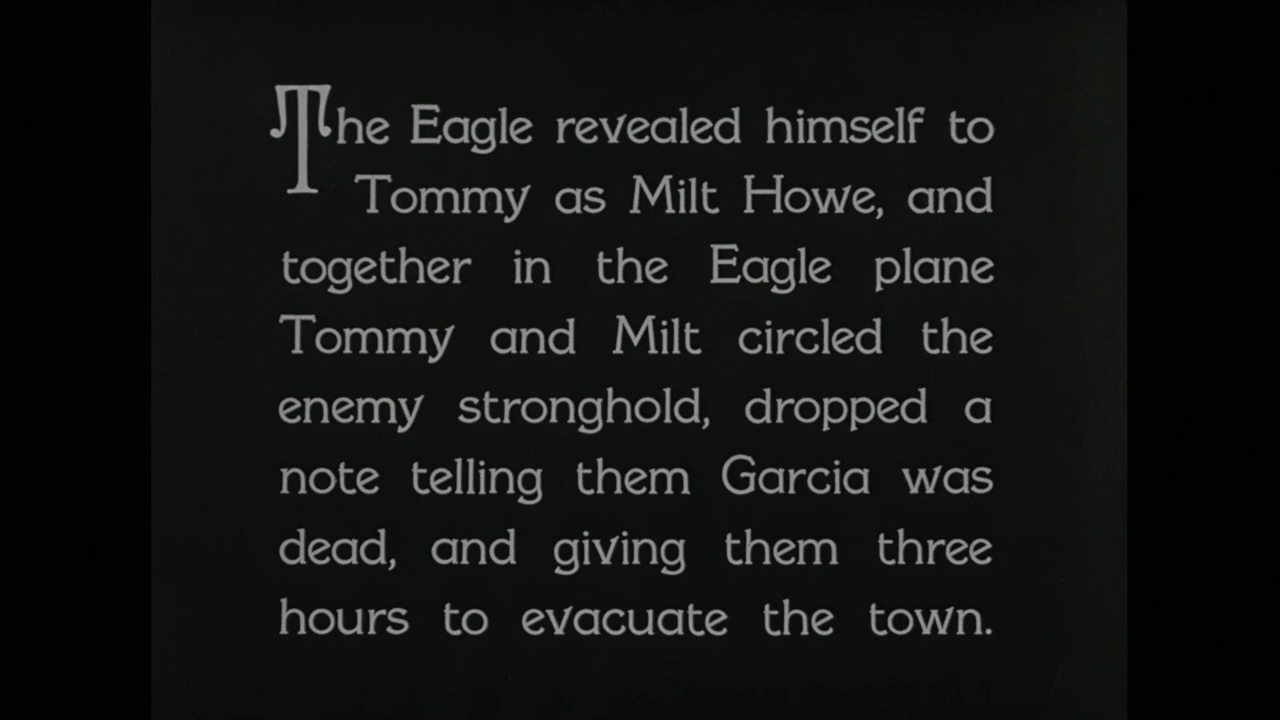 The Eagle revealed himself to
Tommy as Milt Howe, and
together in the Eagle plane
Tommy and Milt circled the
enemy stronghold, dropped a
note telling them Garcia was
dead, and giving them three
hours to evacuate the town.